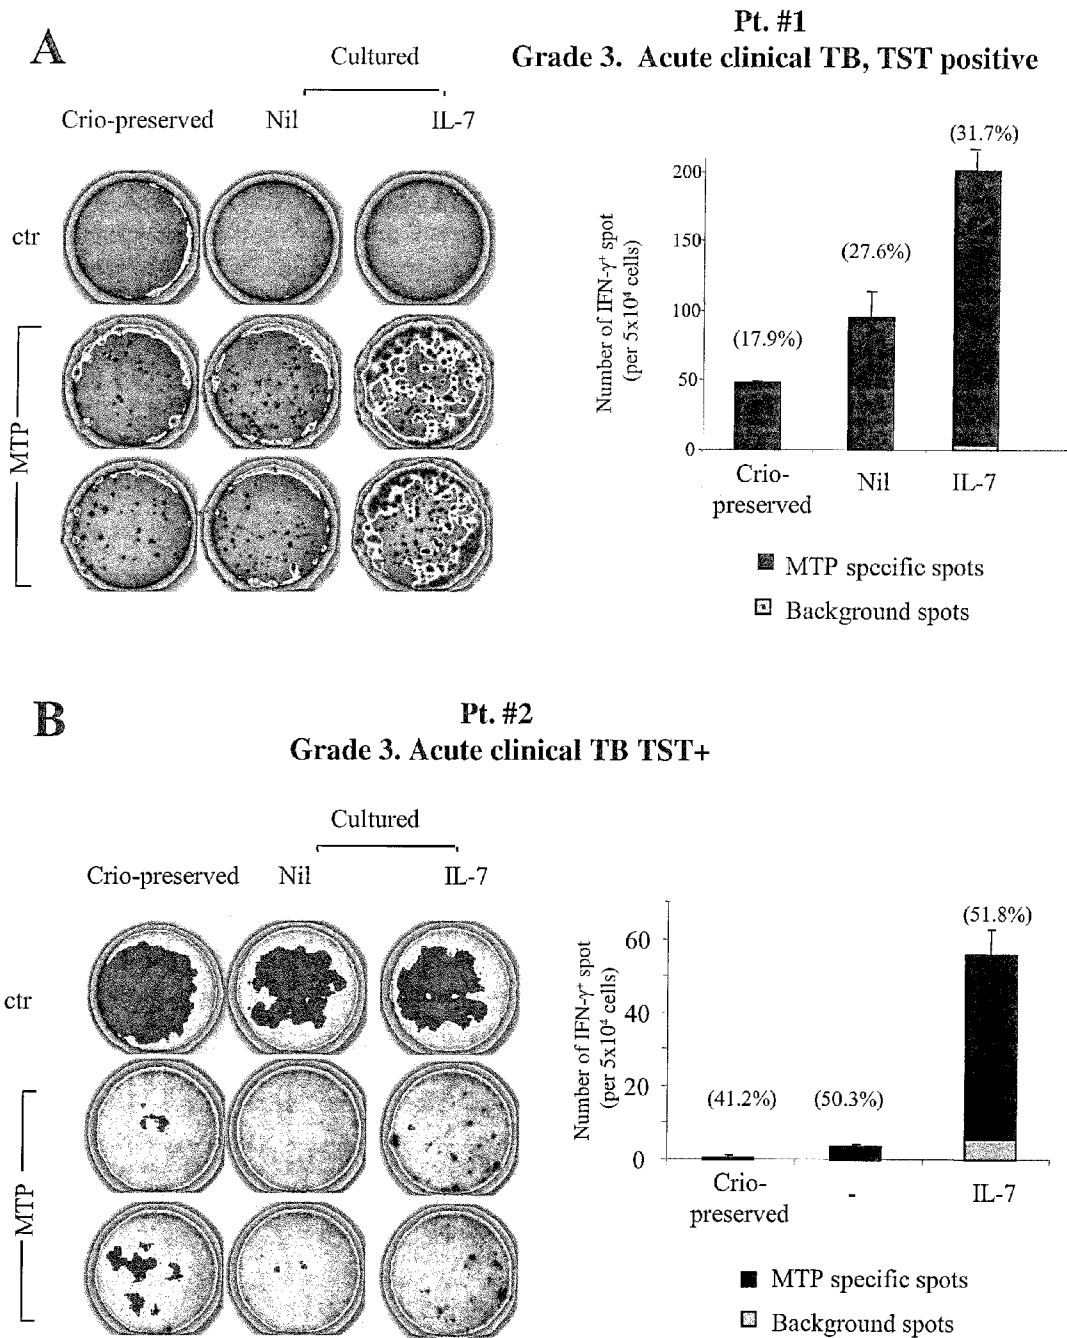 A
Pt. #1
Grade 3. Acute clinical TB, TST positive
Cultured
Crio-preserved Nil IL-7
ctr
MTP
Number of IFN-γ⁺ spot
(per 5x10⁴ cells)
200
150
100
50
0
(17.9%)
(27.6%)
(31.7%)
Crio-
preserved
Nil
IL-7
MTP specific spots
Background spots
B
Pt. #2
Grade 3. Acute clinical TB TST+
Cultured
Crio-preserved Nil IL-7
ctr
MTP
Number of IFN-γ⁺ spot
(per 5x10⁴ cells)
60
40
20
0
(41.2%)
(50.3%)
(51.8%)
Crio-
preserved
-
IL-7
MTP specific spots
Background spots